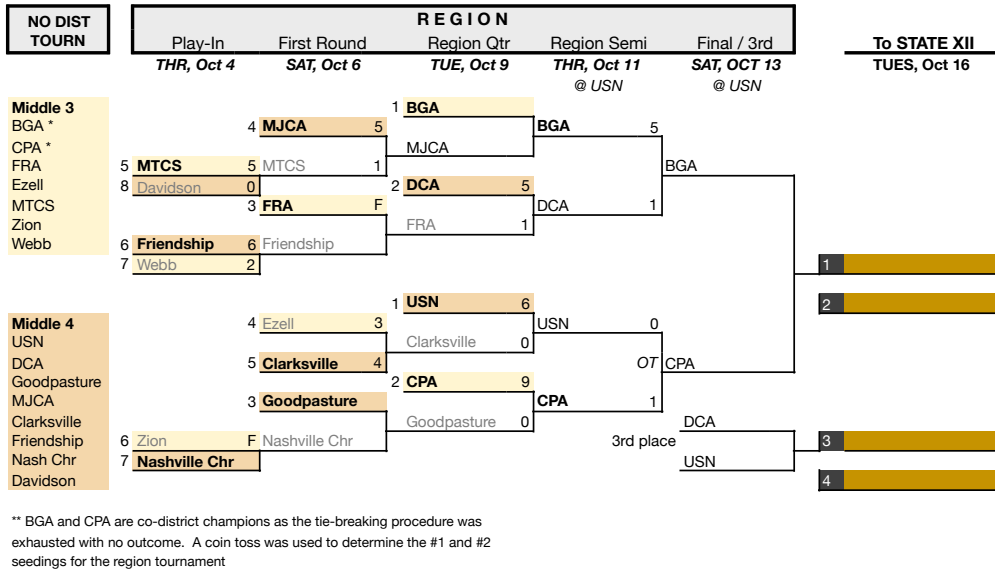 NO DIST
TOURN
REGION
Play-In First Round Region Qtr Region Semi Final / 3rd
To STATE XII
THR, Oct 4 SAT, Oct 6 TUE, Oct 9 THR, Oct 11 SAT, OCT 13 TUES, Oct 16
@ USN @ USN
Middle 3
BGA *
CPA *
FRA
Ezell
MTCS
Zion
Webb
1 BGA
4 MJCA 5
BGA 5
MJCA
5 MTCS 5
MTCS 1
BGA
8 Davidson 0
2 DCA 5
3 FRA F
DCA 1
FRA 1
6 Friendship 6
Friendship
7 Webb 2
1
2
Middle 4
USN
DCA
Goodpasture
MJCA
Clarksville
Friendship
Nash Chr
Davidson
1 USN 6
4 Ezell 3
USN 0
Clarksville 0
5 Clarksville 4
OT CPA
2 CPA 9
3 Goodpasture
CPA 1
Goodpasture 0
DCA
6 Zion F
Nashville Chr
3rd place
3
7 Nashville Chr
USN
4
** BGA and CPA are co-district champions as the tie-breaking procedure was
exhausted with no outcome. A coin toss was used to determine the #1 and #2
seedings for the region tournament